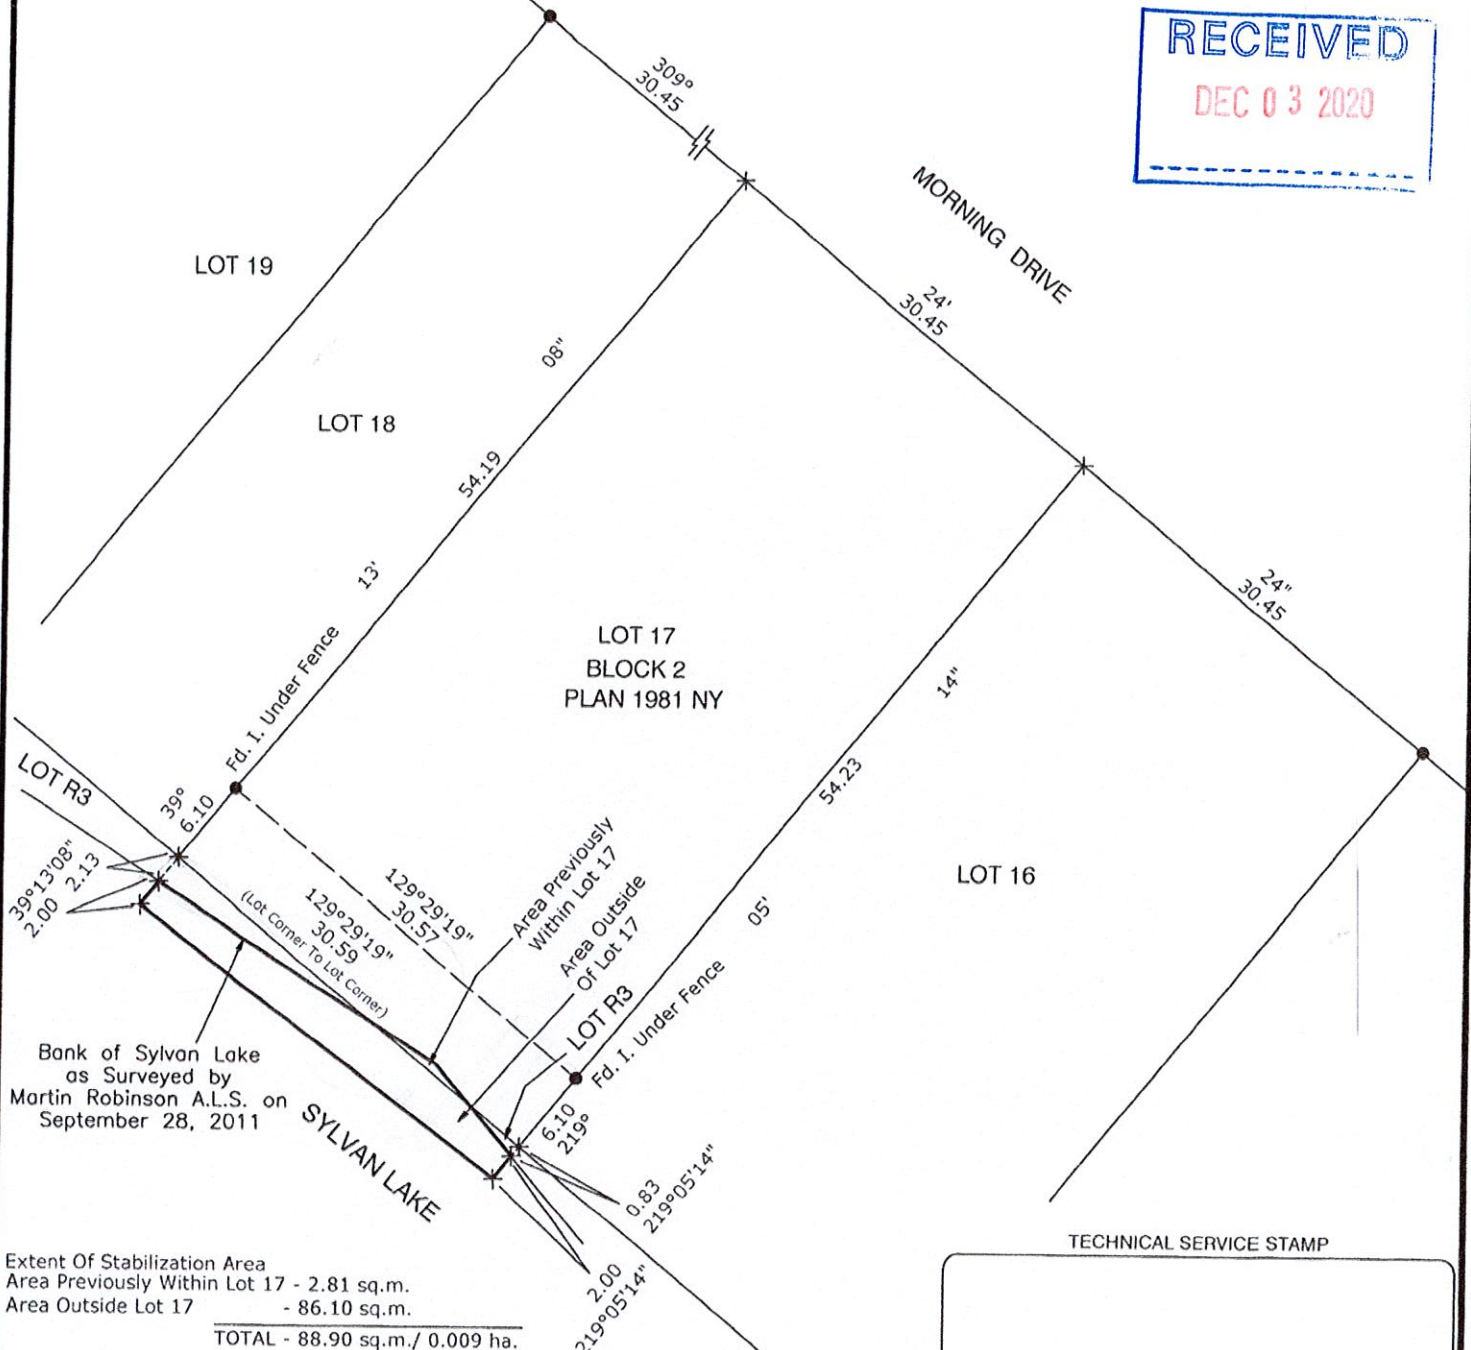 RECEIVED
DEC 03 2020
309°
30.45
MORNING DRIVE
LOT 19
24'
30.45
08"
LOT 18
54.19
24"
30.45
13'
LOT 17
BLOCK 2
PLAN 1981 NY
14"
Fd. I. Under Fence
LOT R3
54.23
39°
6.10
39°13'08"
2.13
2.00
129°29'19"
30.57
129°29'19"
30.59
(Lot Corner To Lot Corner)
Area Previously
Within Lot 17
Area Outside
Of Lot 17
LOT 16
05'
LOT R3
Fd. I. Under Fence
Bank of Sylvan Lake
as Surveyed by
Martin Robinson A.L.S. on
September 28, 2011
SYLVAN LAKE
6.10
219°
0.83
219°05'14"
2.00
219°05'14"
TECHNICAL SERVICE STAMP
Extent Of Stabilization Area
Area Previously Within Lot 17 - 2.81 sq.m.
Area Outside Lot 17 - 86.10 sq.m.
TOTAL - 88.90 sq.m./ 0.009 ha.